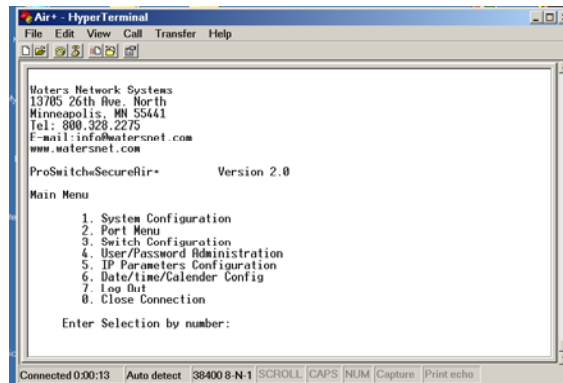 Air+ - HyperTerminal
File Edit View Call Transfer Help
Waters Network Systems
13705 26th Ave. North
Minneapolis, MN 55441
Tel: 800.328.2275
E-mail:info@watersnet.com
www.watersnet.com
ProSwitch«SecureAir+ Version 2.0
Main Menu
1. System Configuration
2. Port Menu
3. Switch Configuration
4. User/Password Administration
5. IP Parameters Configuration
6. Date/time/Calender Config
7. Log Out
0. Close Connection
Enter Selection by number:
Connected 0:00:13 Auto detect 38400 8-N-1 SCROLL CAPS NUM Capture Print echo